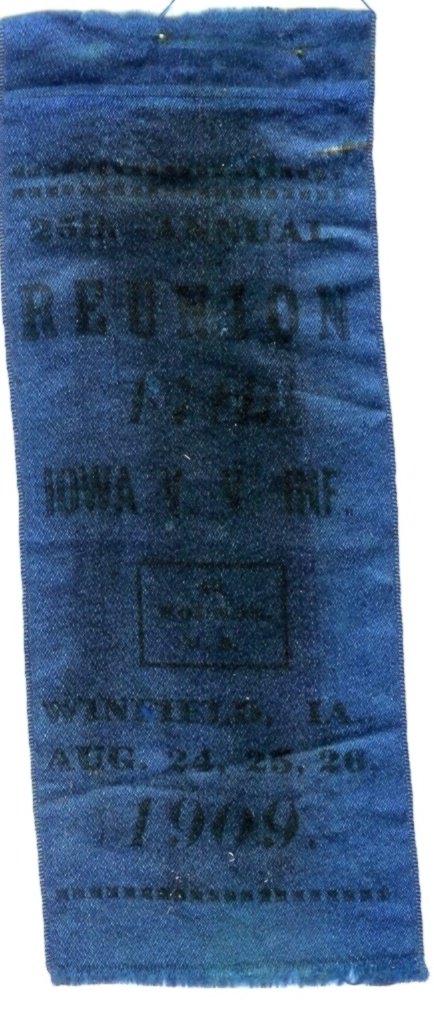 25th ANNUAL
REUNION
IOWA V. V. INF.
WINFIELD, IA.
AUG. 24, 25, 26,
1909.